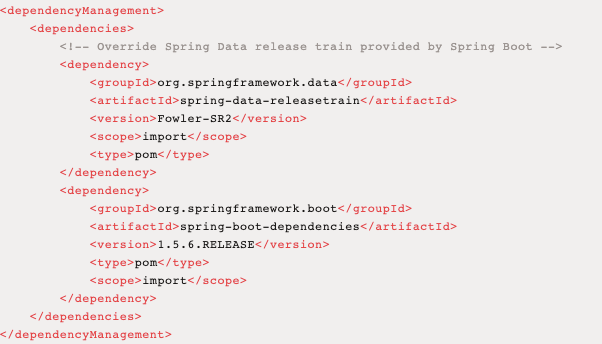 <dependencyManagement>
    <dependencies>
        <!-- Override Spring Data release train provided by Spring Boot -->
        <dependency>
            <groupId>org.springframework.data</groupId>
            <artifactId>spring-data-releasetrain</artifactId>
            <version>Fowler-SR2</version>
            <scope>import</scope>
            <type>pom</type>
        </dependency>
        <dependency>
            <groupId>org.springframework.boot</groupId>
            <artifactId>spring-boot-dependencies</artifactId>
            <version>1.5.6.RELEASE</version>
            <type>pom</type>
            <scope>import</scope>
        </dependency>
    </dependencies>
</dependencyManagement>